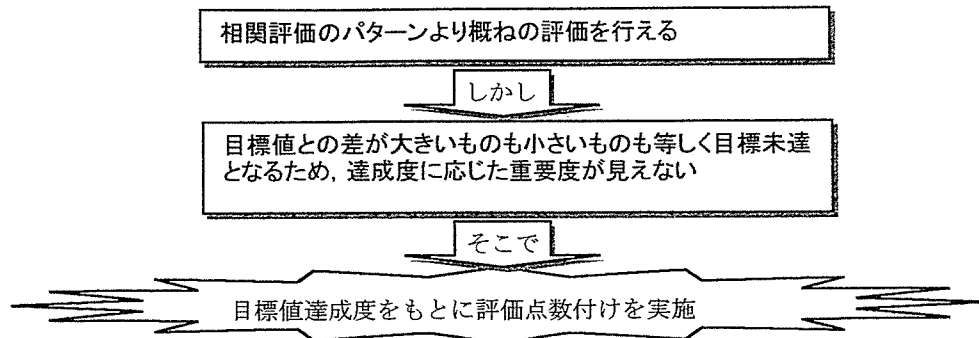 相関評価のパターンより概ねの評価を行える
しかし
目標値との差が大きいものも小さいものも等しく目標未達
となるため，達成度に応じた重要度が見えない
そこで
目標値達成度をもとに評価点数付けを実施